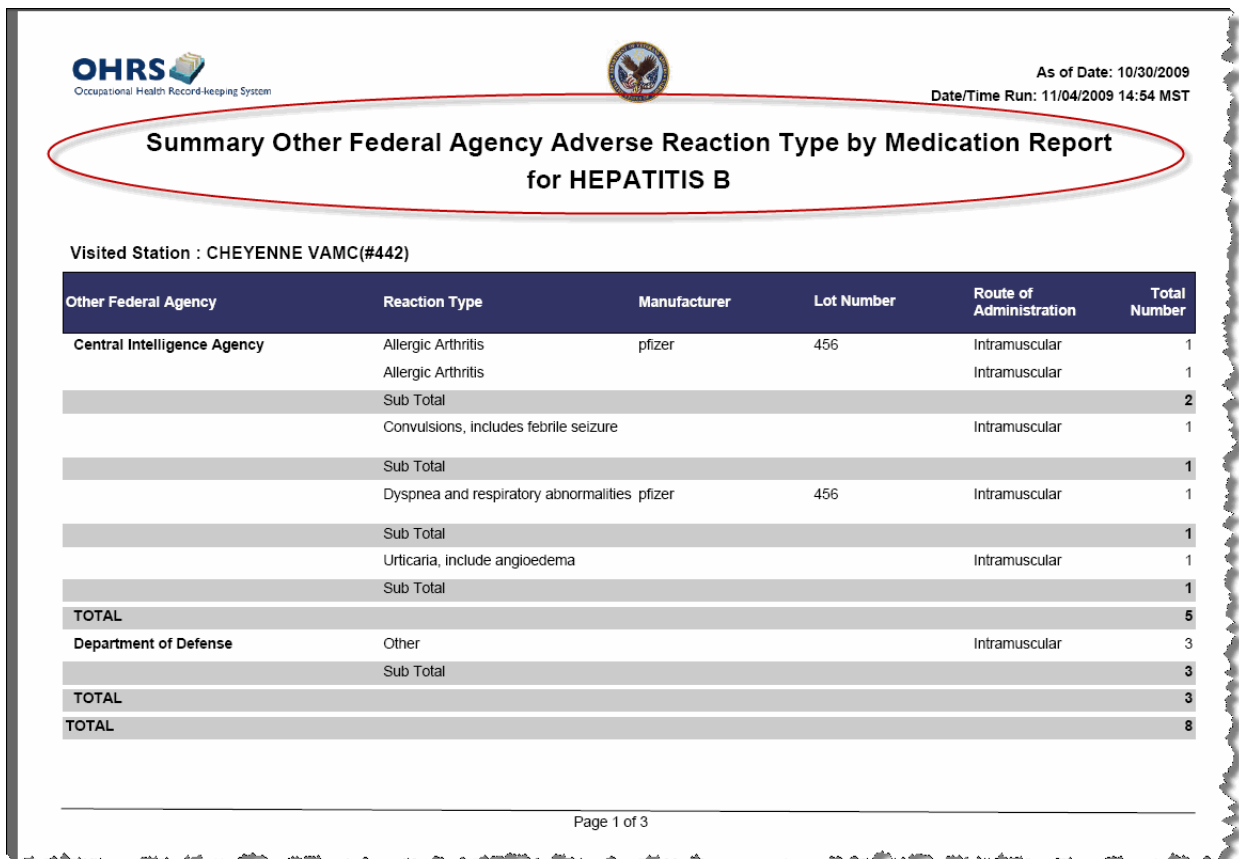 OHRS
Occupational Health Record-keeping System
As of Date: 10/30/2009
Date/Time Run: 11/04/2009 14:54 MST
Summary Other Federal Agency Adverse Reaction Type by Medication Report
for HEPATITIS B
Visited Station : CHEYENNE VAMC(#442)
Other Federal Agency Reaction Type Manufacturer Lot Number Route of Administration Total Number
Central Intelligence Agency Allergic Arthritis pfizer 456 Intramuscular 1
Allergic Arthritis Intramuscular 1
Sub Total 2
Convulsions, includes febrile seizure Intramuscular 1
Sub Total 1
Dyspnea and respiratory abnormalities pfizer 456 Intramuscular 1
Sub Total 1
Urticaria, include angioedema Intramuscular 1
Sub Total 1
TOTAL 5
Department of Defense Other Intramuscular 3
Sub Total 3
TOTAL 3
TOTAL 8
Page 1 of 3